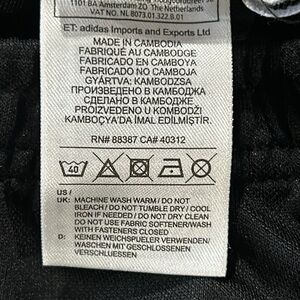 1101 BA Amsterdam ZO The Netherlands
VAT NO. NL 8073.01.322.B.01
ET: adidas Imports and Exports Ltd
MADE IN CAMBODIA
FABRIQUÉ AU CAMBODGE
FABRICADO EN CAMBOYA
FABRICADO NO CAMBOJA
GYÁRTVA: KAMBODZSA
ПРОИЗВЕДЕНО В КАМБОДЖА
СДЕЛАНО В КАМБОДЖЕ
PROIZVEDENO U KOMBODŽI
KAMBOÇYA'DA İMAL EDİLMİŞTİR.
RN# 88387 CA# 40312
40
US /
UK: MACHINE WASH WARM / DO NOT
BLEACH / DO NOT TUMBLE DRY / COOL
IRON IF NEEDED / DO NOT DRY CLEAN
DO NOT USE FABRIC SOFTENER/WASH
WITH FASTENERS CLOSED
D: KEINEN WEICHSPUELER VERWENDEN/
WASCHEN MIT GESCHLOSSENEN
VERSCHLUESSEN